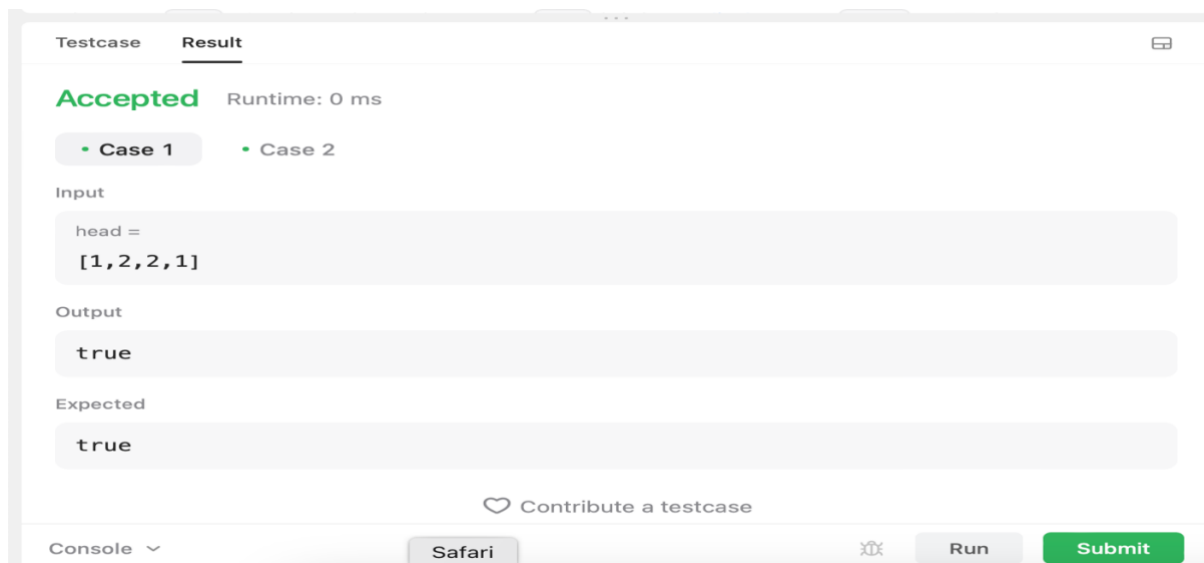 Testcase Result
Accepted Runtime: 0 ms
• Case 1 • Case 2
Input
head =
[1,2,2,1]
Output
true
Expected
true
Contribute a testcase
Console Safari Run Submit